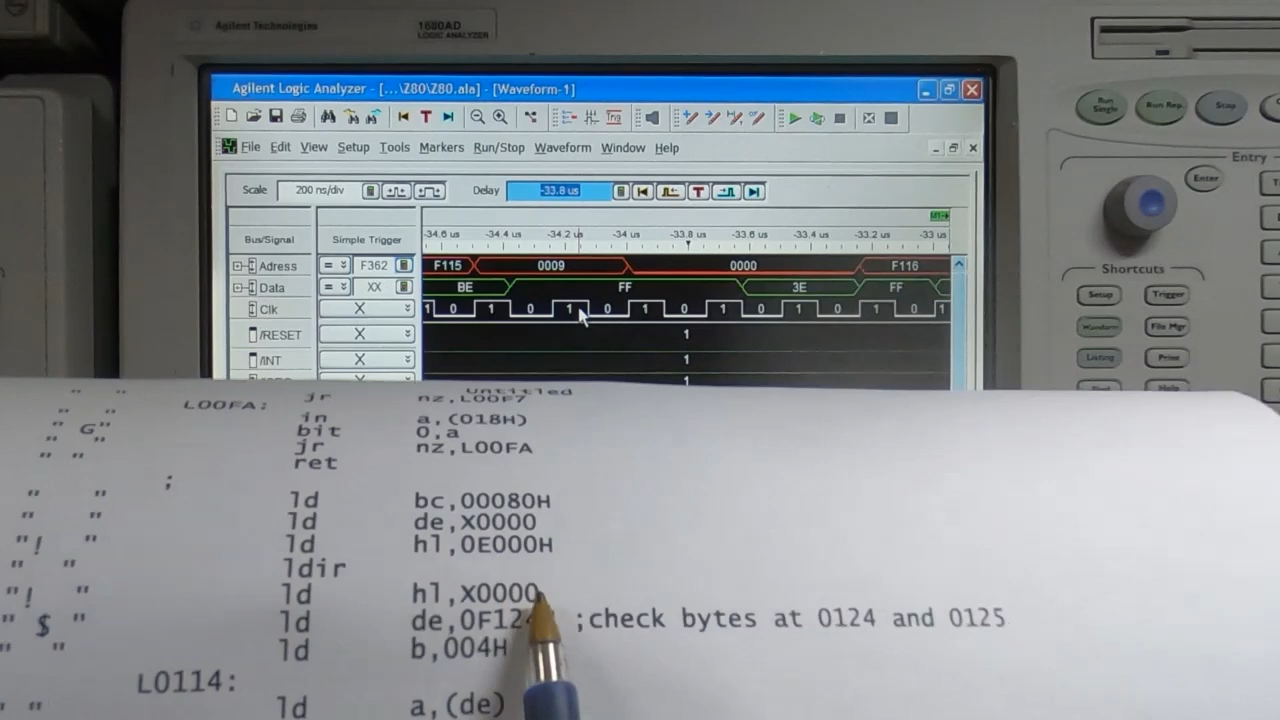 Agilent Technologies
1680AD
LOGIC ANALYZER
Agilent Logic Analyzer - [...\Z80\Z80.ala] - [Waveform-1]
File Edit View Setup Tools Markers Run/Stop Waveform Window Help
Scale 200 ns/div Delay -33.8 us
M1
-34.6 us -34.4 us -34.2 us -34 us -33.8 us -33.6 us -33.4 us -33.2 us -33 us
Bus/Signal Simple Trigger
Adress = F362 F115 0009 0000 F116
Data = XX BE FF 3E FF
Clk X 1 0 1 0 1 0 1 0 1 0 1 0 1 0
/RESET X 1
/INT X 1
1
Run Single
Run Rep.
Stop
Entry
Enter
Shortcuts
Setup Trigger
Waveform File Mgr
Listing Print
Help
Untitled
jr nz,L00F7
L00FA:
in a,(018H)
" G" bit 0,a
jr nz,L00FA
ret
;
" " ld bc,00080H
" " ld de,X0000
"! " ld hl,0E000H
" " ldir
"! " ld hl,X0000
" $ " ld de,0F12 ;check bytes at 0124 and 0125
" " ld b,004H
L0114:
" " ld a,(de)